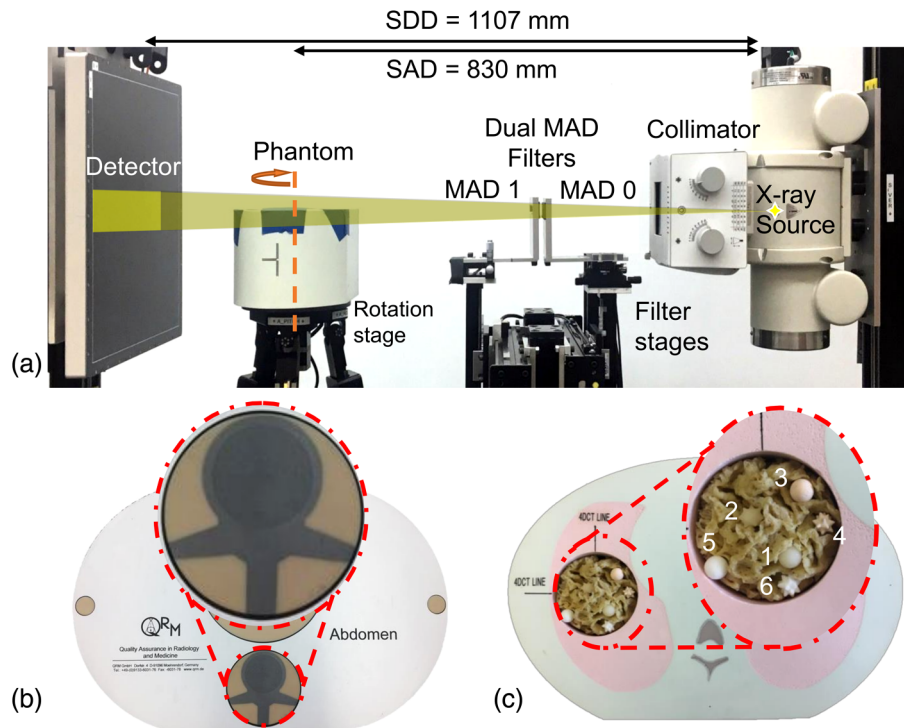 SDD = 1107 mm
SAD = 830 mm
Dual MAD
Filters
Collimator
Detector
Phantom
MAD 1
MAD 0
X-ray
Source
Rotation
stage
Filter
stages
(a)
3
4DCT LINE
2
4
5
1
4DCT LINE
6
QRM
Abdomen
Quality Assurance in Radiology
and Medicine
(b)
(c)